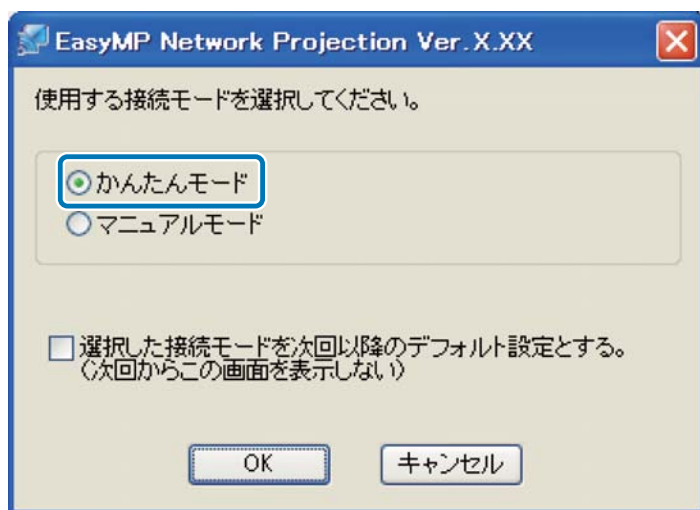 EasyMP Network Projection Ver.X.XX
使用する接続モードを選択してください。
かんたんモード
マニュアルモード
選択した接続モードを次回以降のデフォルト設定とする。
(次回からこの画面を表示しない)
OK
キャンセル